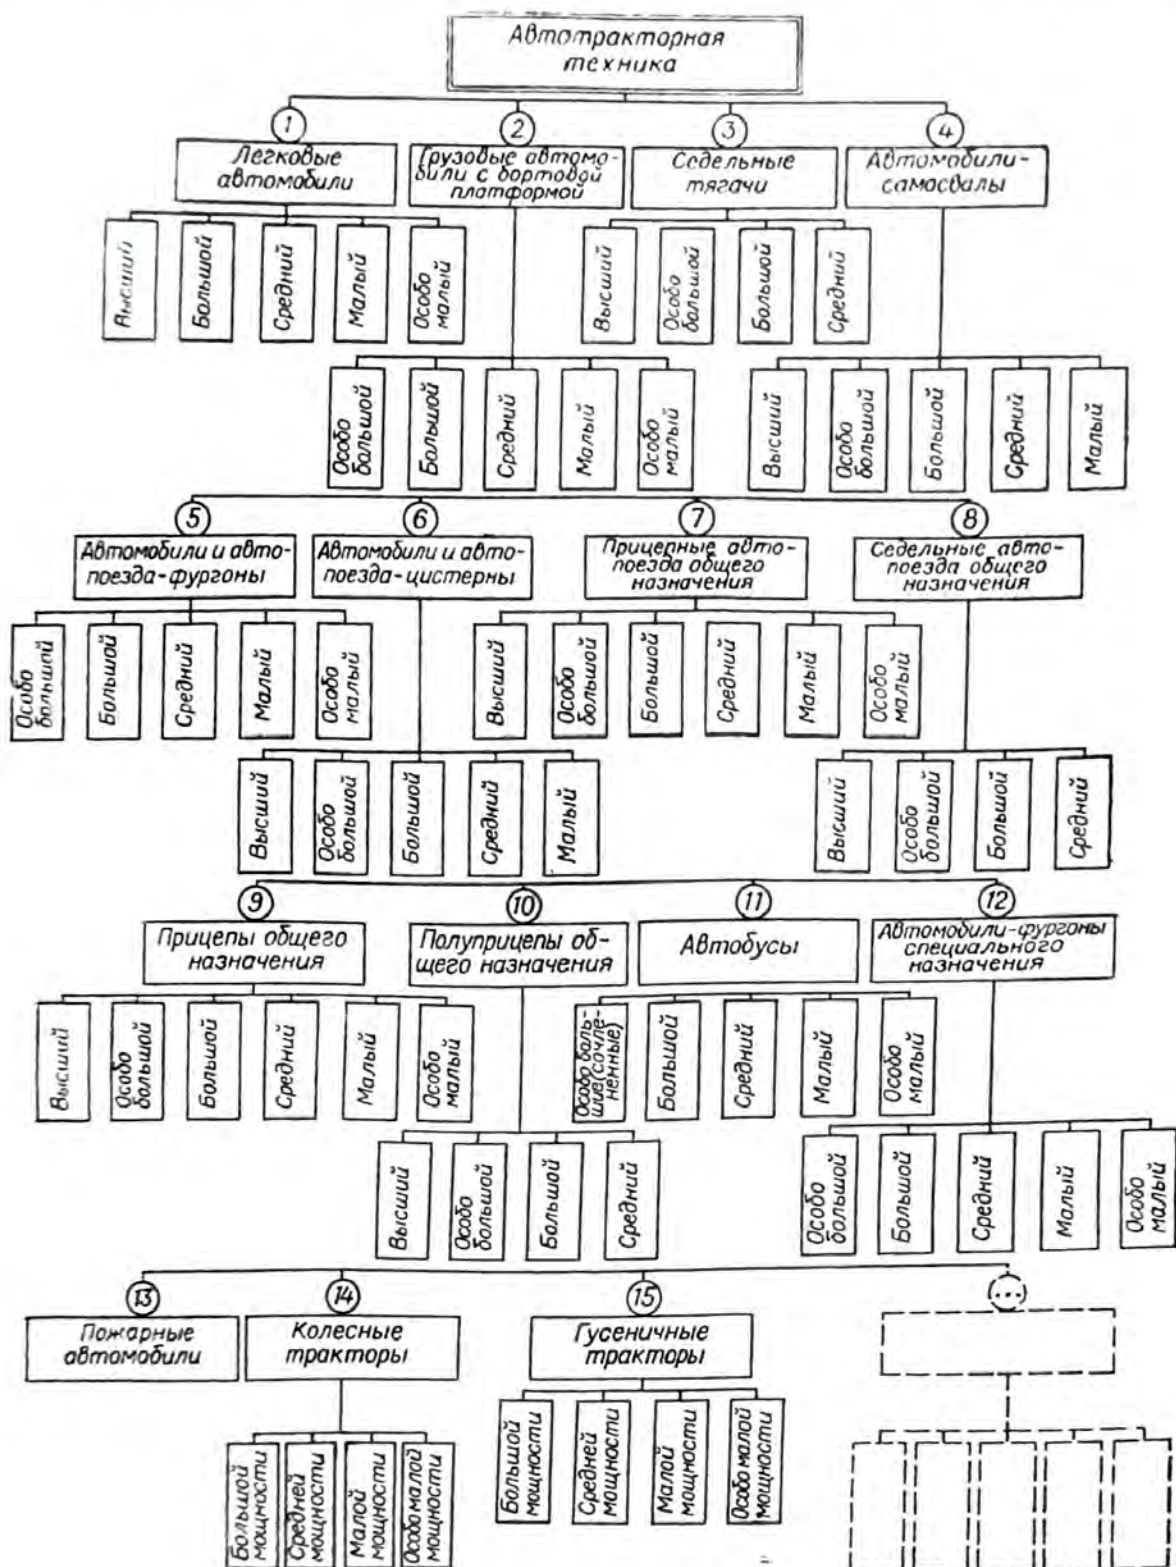 Автотракторная
техника
1
2
3
4
Легковые
автомобили
Грузовые автомо-
били с бортовой
платформой
Седельные
тягачи
Автомобили-
самосвалы
Высший
Большой
Средний
Малый
Особо
малый
Высший
Особо
большой
Большой
Средний
Особо
большой
Большой
Средний
Малый
Особо
малый
Высший
Особо
большой
Большой
Средний
Малый
5
6
7
8
Автомобили и авто-
поезда-фургоны
Автомобили и авто-
поезда-цистерны
Прицепные авто-
поезда общего
назначения
Седельные авто-
поезда общего
назначения
Особо
большой
Большой
Средний
Малый
Особо
малый
Высший
Особо
большой
Большой
Средний
Малый
Особо
малый
Высший
Особо
большой
Большой
Средний
Малый
Высший
Особо
большой
Большой
Средний
9
10
11
12
Прицепы общего
назначения
Полуприцепы об-
щего назначения
Автобусы
Автомобили-фургоны
специального
назначения
Высший
Особо
большой
Большой
Средний
Малый
Особо
малый
Особо боль-
шие(сочле-
ненные)
Большой
Средний
Малый
Особо
малый
Высший
Особо
большой
Большой
Средний
Особо
большой
Большой
Средний
Малый
Особо
малый
13
14
15
...
Пожарные
автомобили
Колесные
тракторы
Гусеничные
тракторы
Большой
мощности
Средней
мощности
Малой
мощности
Особо малой
мощности
Большой
мощности
Средней
мощности
Малой
мощности
Особо малой
мощности